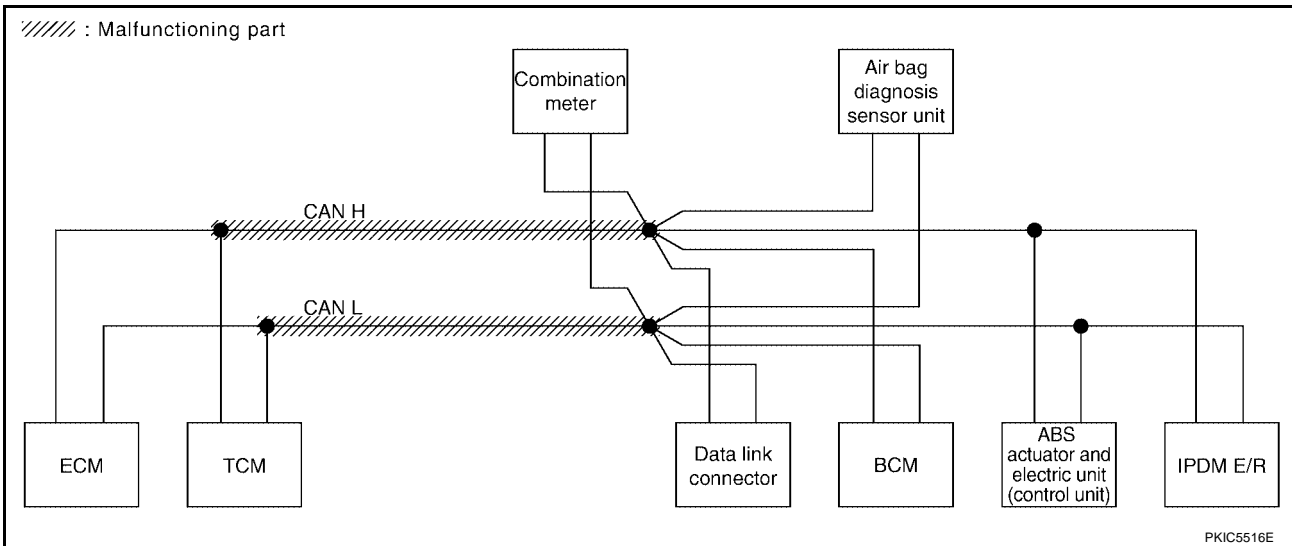 : Malfunctioning part
Combination
meter
Air bag
diagnosis
sensor unit
CAN H
CAN L
ECM
TCM
Data link
connector
BCM
ABS
actuator and
electric unit
(control unit)
IPDM E/R
PKIC5516E